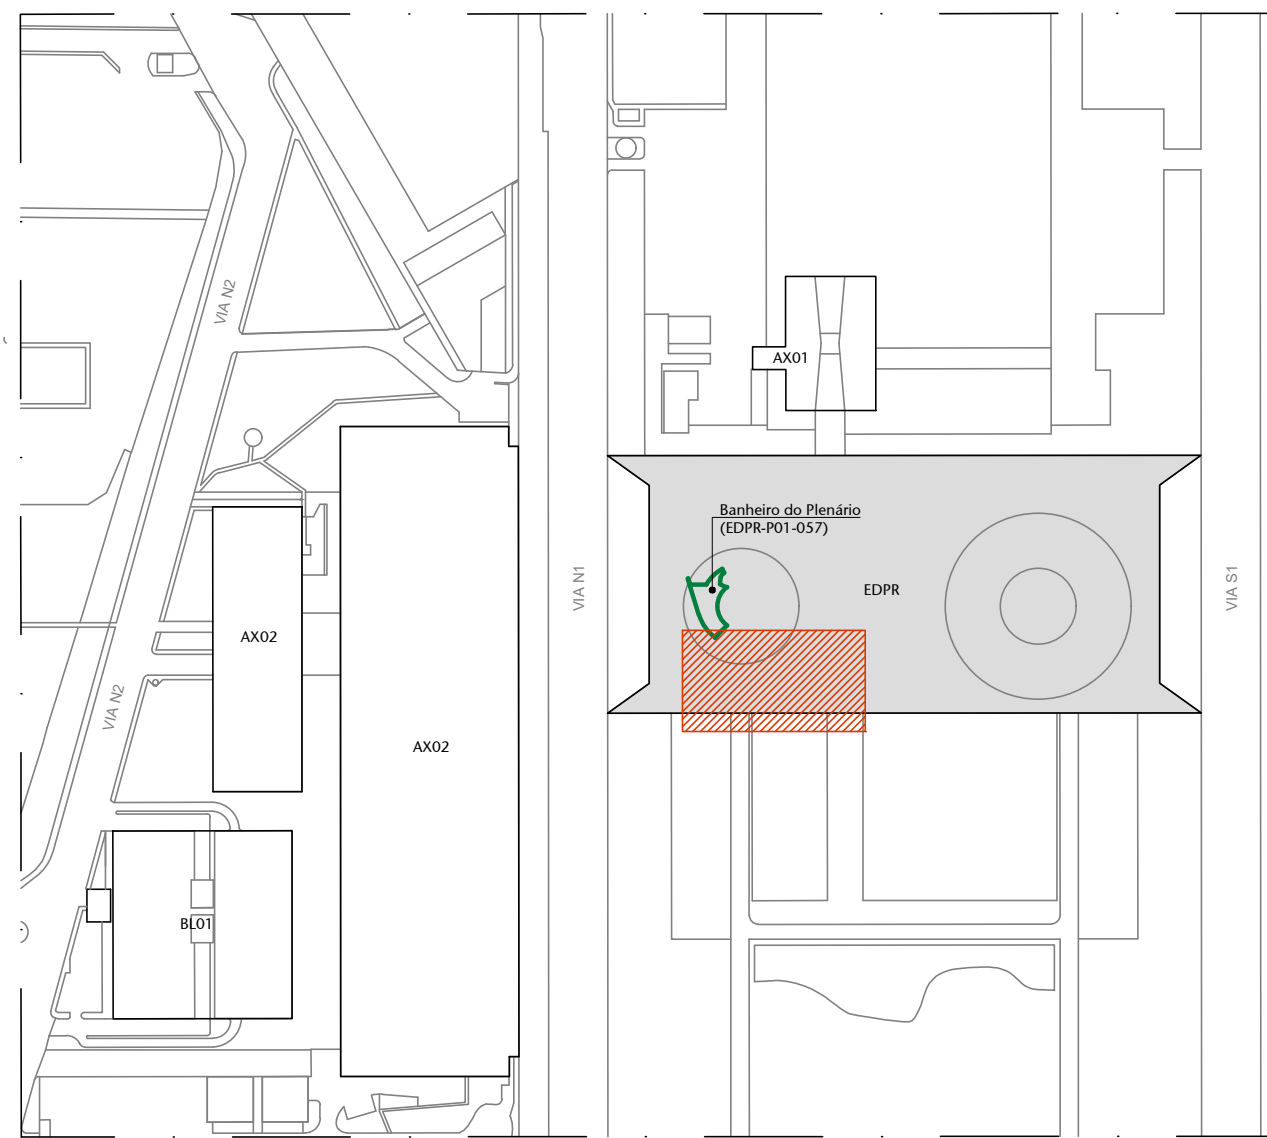 VIA N2
AX01
Banheiro do Plenário
(EDPR-P01-057)
VIA N1
EDPR
VIA S1
AX02
VIA N2
AX02
BL01